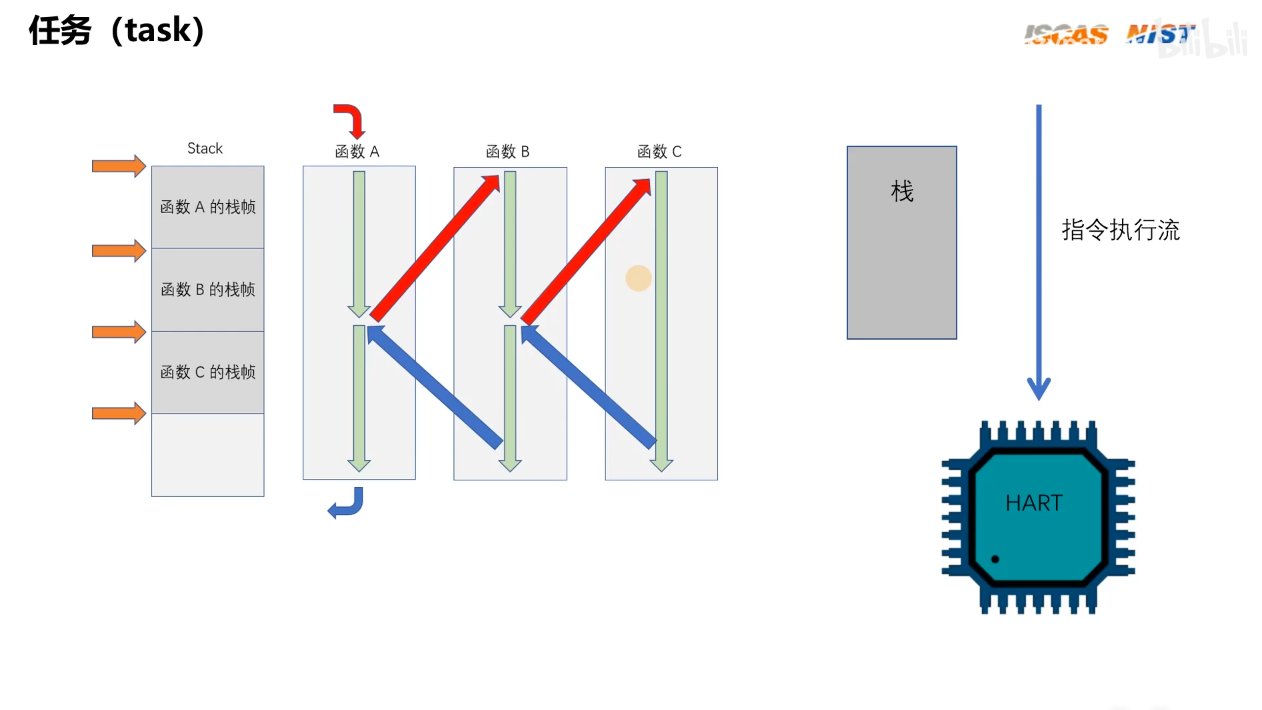 任务（task）
ISCAS NIST
bilibili
Stack
函数 A
函数 B
函数 C
函数 A 的栈帧
函数 B 的栈帧
函数 C 的栈帧
栈
指令执行流
HART